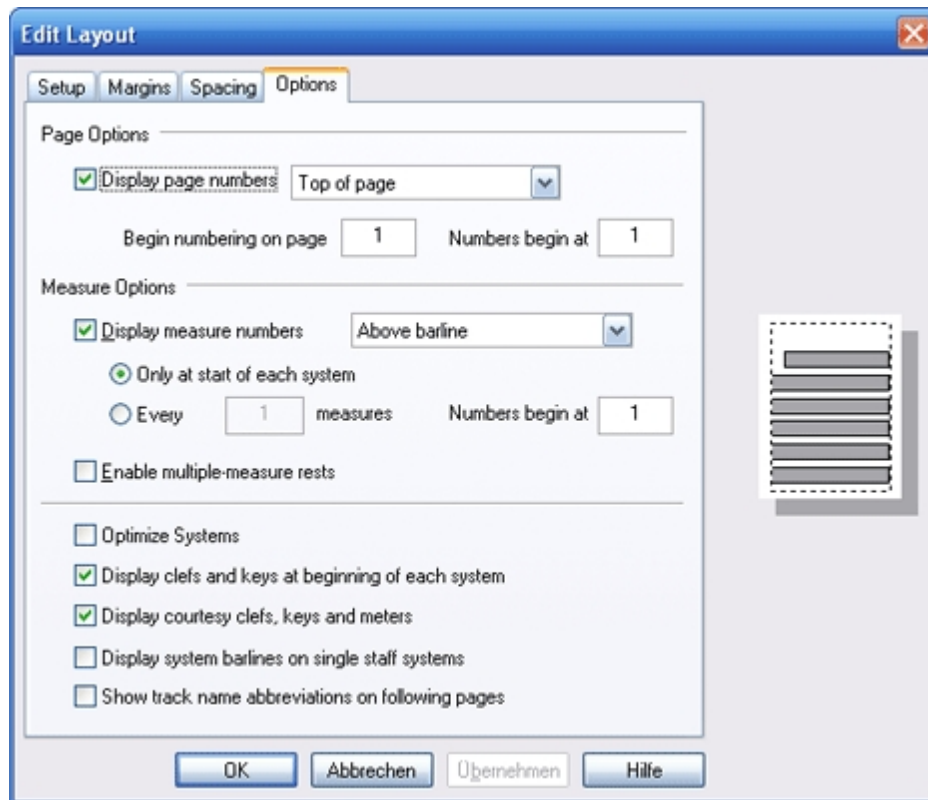 Edit Layout
Setup Margins Spacing Options
Page Options
Display page numbers Top of page
Begin numbering on page 1 Numbers begin at 1
Measure Options
Display measure numbers Above barline
Only at start of each system
Every 1 measures Numbers begin at 1
Enable multiple-measure rests
Optimize Systems
Display clefs and keys at beginning of each system
Display courtesy clefs, keys and meters
Display system barlines on single staff systems
Show track name abbreviations on following pages
OK Abbrechen Übernehmen Hilfe